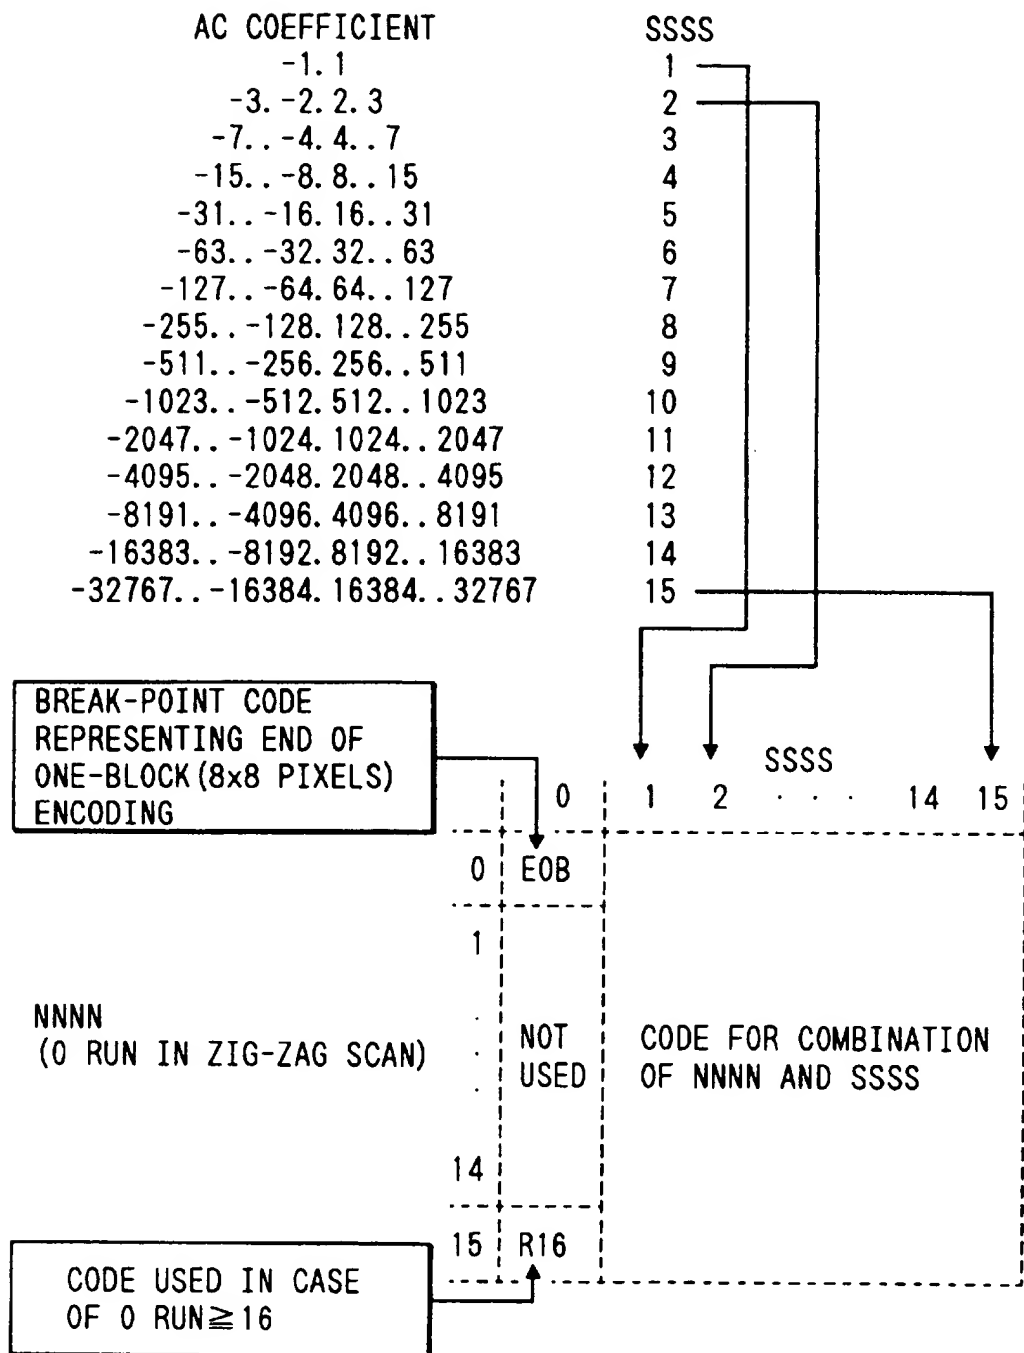 AC COEFFICIENT SSSS
-1. 1 1
-3. -2. 2. 3 2
-7. . -4. 4. . 7 3
-15. . -8. 8. . 15 4
-31. . -16. 16. . 31 5
-63. . -32. 32. . 63 6
-127. . -64. 64. . 127 7
-255. . -128. 128. . 255 8
-511. . -256. 256. . 511 9
-1023. . -512. 512. . 1023 10
-2047. . -1024. 1024. . 2047 11
-4095. . -2048. 2048. . 4095 12
-8191. . -4096. 4096. . 8191 13
-16383. . -8192. 8192. . 16383 14
-32767. . -16384. 16384. . 32767 15
BREAK-POINT CODE
REPRESENTING END OF
ONE-BLOCK (8x8 PIXELS)
ENCODING
SSSS
0 1 2 · · · 14 15
0 EOB
1
NNNN
(0 RUN IN ZIG-ZAG SCAN)
·
·
·
NOT
USED
CODE FOR COMBINATION
OF NNNN AND SSSS
14
15 R16
CODE USED IN CASE
OF 0 RUN≧16